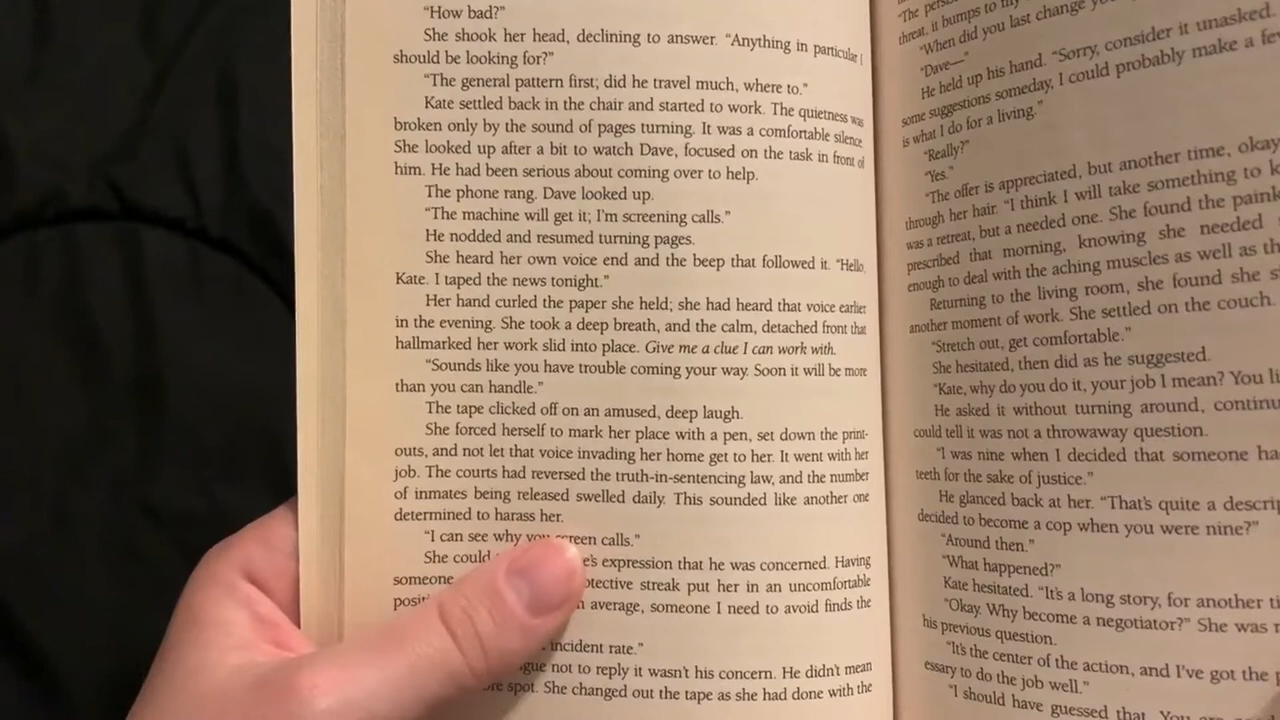 “How bad?”
She shook her head, declining to answer. “Anything in particular I
should be looking for?”
“The general pattern first; did he travel much, where to.”
Kate settled back in the chair and started to work. The quietness was
broken only by the sound of pages turning. It was a comfortable silence.
She looked up after a bit to watch Dave, focused on the task in front of
him. He had been serious about coming over to help.
The phone rang. Dave looked up.
“The machine will get it; I’m screening calls.”
He nodded and resumed turning pages.
She heard her own voice end and the beep that followed it. “Hello,
Kate. I taped the news tonight.”
Her hand curled the paper she held; she had heard that voice earlier
in the evening. She took a deep breath, and the calm, detached front that
hallmarked her work slid into place. Give me a clue I can work with.
“Sounds like you have trouble coming your way. Soon it will be more
than you can handle.”
The tape clicked off on an amused, deep laugh.
She forced herself to mark her place with a pen, set down the print-
outs, and not let that voice invading her home get to her. It went with her
job. The courts had reversed the truth-in-sentencing law, and the number
of inmates being released swelled daily. This sounded like another one
determined to harass her.
“I can see why you screen calls.”
She could expression that he was concerned. Having
someone streak put her in an uncomfortable
average, someone I need to avoid finds the
incident rate.”
not to reply it wasn’t his concern. He didn’t mean
spot. She changed out the tape as she had done with the
“The
threat, it bumps to my
“When did you last change
“Dave—”
He held up his hand. “Sorry, consider it unasked.
some suggestions someday, I could probably make a few
is what I do for a living.”
“Really?”
“Yes.”
“The offer is appreciated, but another time, okay
through her hair. “I think I will take something to
was a retreat, but a needed one. She found the
prescribed that morning, knowing she needed
enough to deal with the aching muscles as well as
Returning to the living room, she found she
another moment of work. She settled on the couch.
“Stretch out, get comfortable.”
She hesitated, then did as he suggested.
“Kate, why do you do it, your job I mean? You
He asked it without turning around,
could tell it was not a throwaway question.
“I was nine when I decided that someone
teeth for the sake of justice.”
He glanced back at her. “That’s quite a
decided to become a cop when you were nine?”
“Around then.”
“What happened?”
Kate hesitated. “It’s a long story, for another
“Okay. Why become a negotiator?” She was
his previous question.
“It’s the center of the action, and I’ve got the
essary to do the job well.”
“I should have guessed that. You